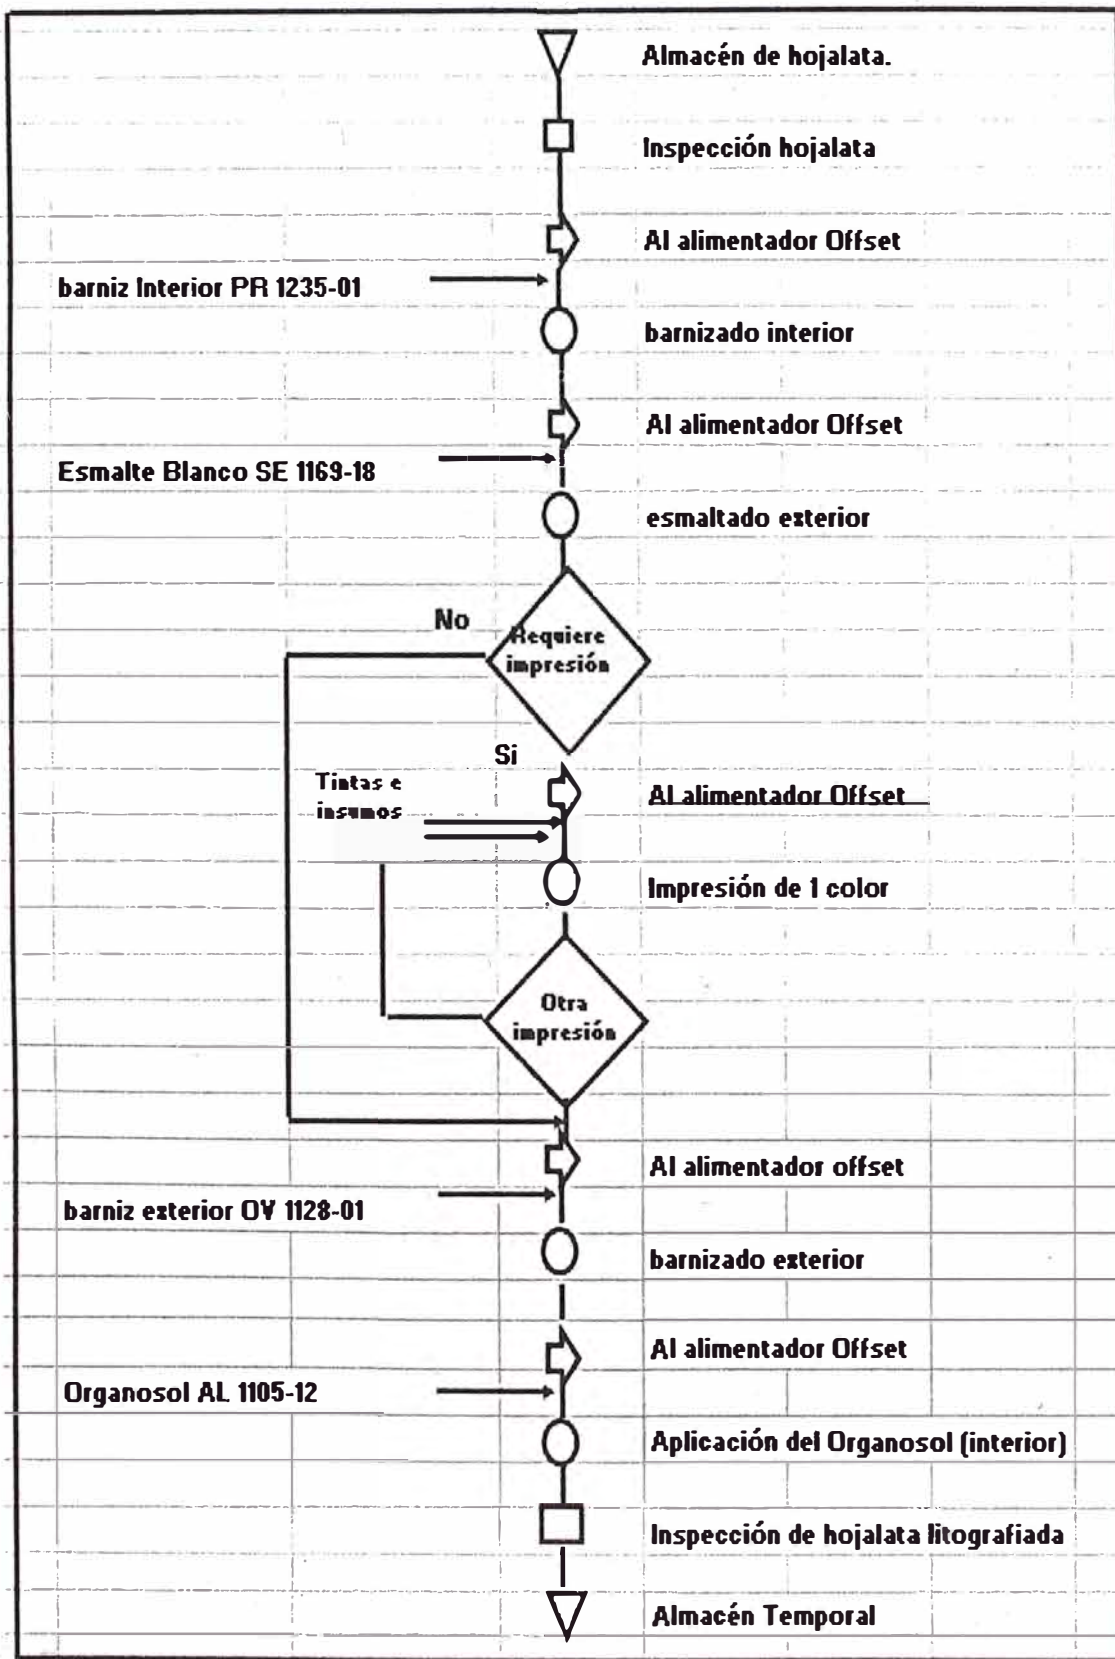 Almacén de hojalata.
Inspección hojalata
Al alimentador Offset
barniz Interior PR 1235-01
barnizado interior
Al alimentador Offset
Esmalte Blanco SE 1169-18
esmaltado exterior
No
Requiere
impresión
Si
Tintas e
insumos
Al alimentador Offset
Impresión de 1 color
Otra
impresión
Al alimentador offset
barniz exterior OV 1128-01
barnizado exterior
Al alimentador Offset
Organosol AL 1105-12
Aplicación del Organosol (interior)
Inspección de hojalata litografiada
Almacén Temporal